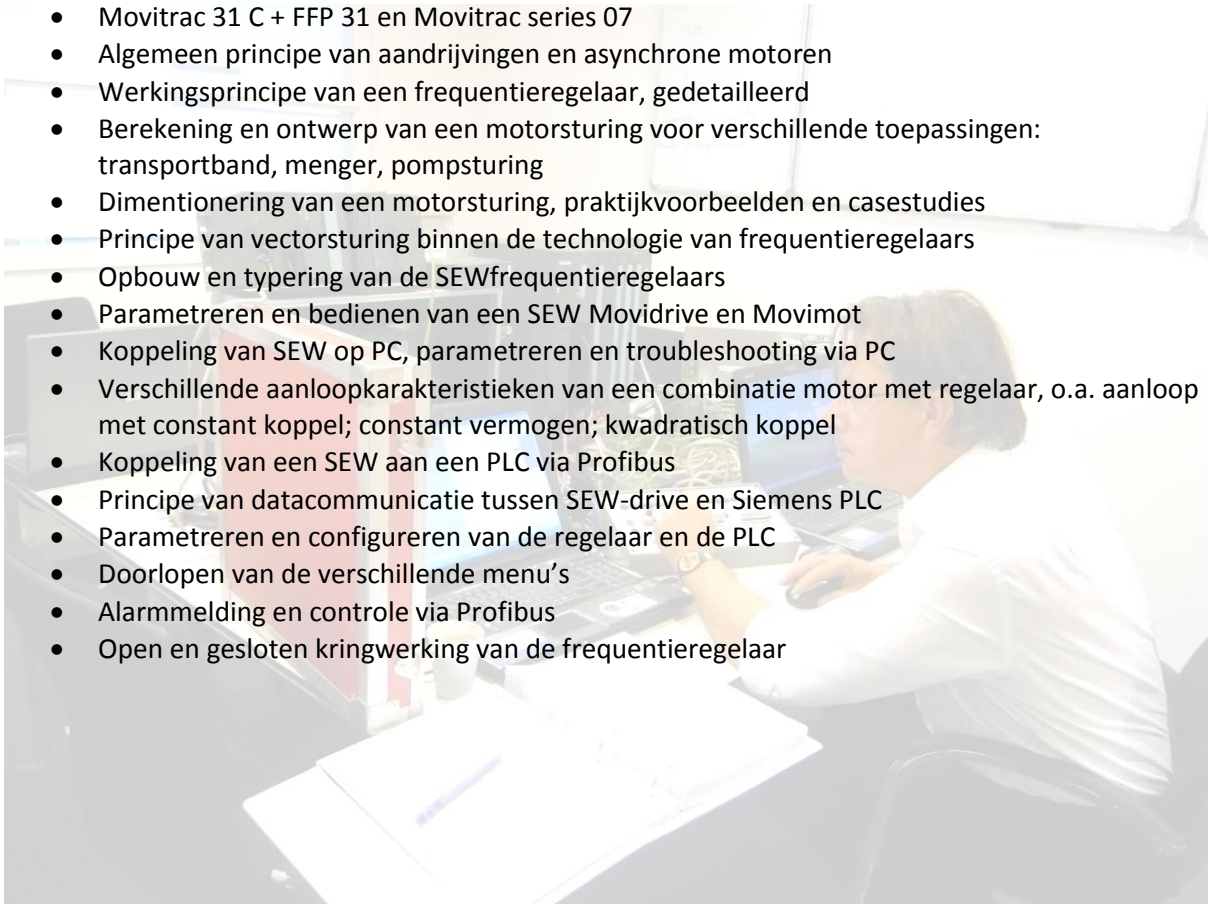 • Movitrac 31 C + FFP 31 en Movitrac series 07
• Algemeen principe van aandrijvingen en asynchrone motoren
• Werkingsprincipe van een frequentieregelaar, gedetailleerd
• Berekening en ontwerp van een motorsturing voor verschillende toepassingen:
transportband, menger, pompsturing
• Dimentionering van een motorsturing, praktijkvoorbeelden en casestudies
• Principe van vectorsturing binnen de technologie van frequentieregelaars
• Opbouw en typering van de SEWfrequentieregelaars
• Parametreren en bedienen van een SEW Movidrive en Movimot
• Koppeling van SEW op PC, parametreren en troubleshooting via PC
• Verschillende aanloopkarakteristieken van een combinatie motor met regelaar, o.a. aanloop
met constant koppel; constant vermogen; kwadratisch koppel
• Koppeling van een SEW aan een PLC via Profibus
• Principe van datacommunicatie tussen SEW-drive en Siemens PLC
• Parametreren en configureren van de regelaar en de PLC
• Doorlopen van de verschillende menu’s
• Alarmmelding en controle via Profibus
• Open en gesloten kringwerking van de frequentieregelaar